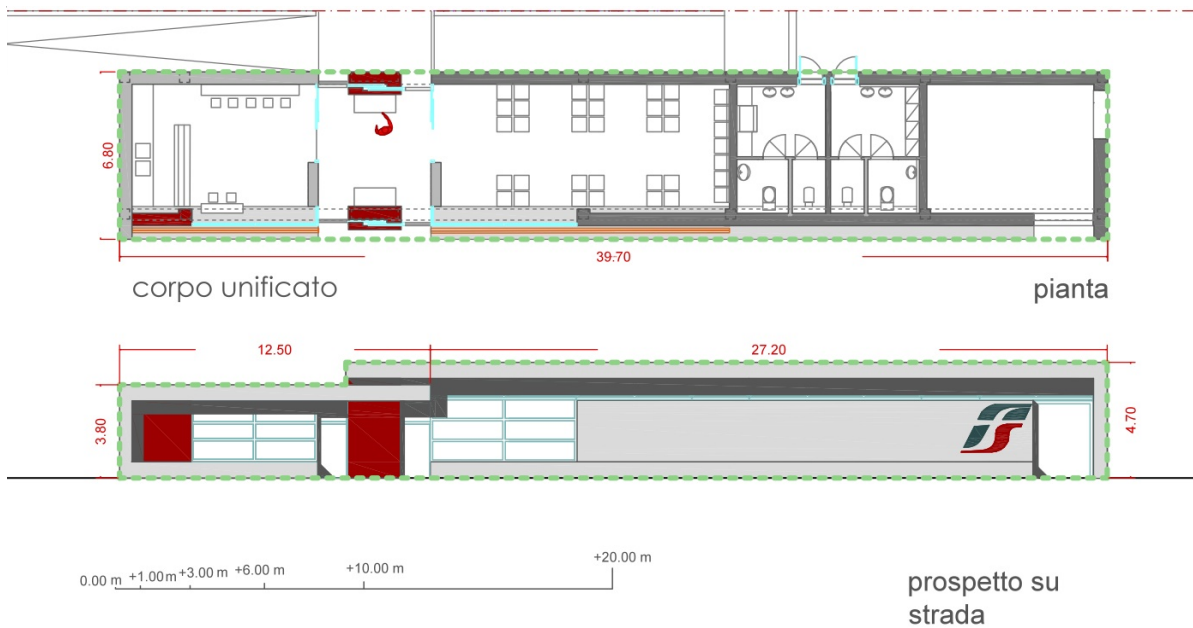 6.80
39.70
corpo unificato
pianta
12.50
27.20
3.80
4.70
0.00 m +1.00 m +3.00 m +6.00 m +10.00 m +20.00 m
prospetto su
strada